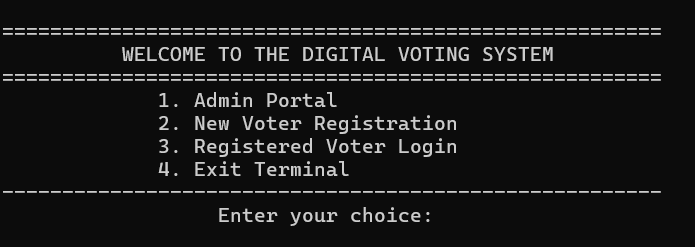 =======================================================
WELCOME TO THE DIGITAL VOTING SYSTEM
=======================================================
1. Admin Portal
2. New Voter Registration
3. Registered Voter Login
4. Exit Terminal
-------------------------------------------------------
Enter your choice: